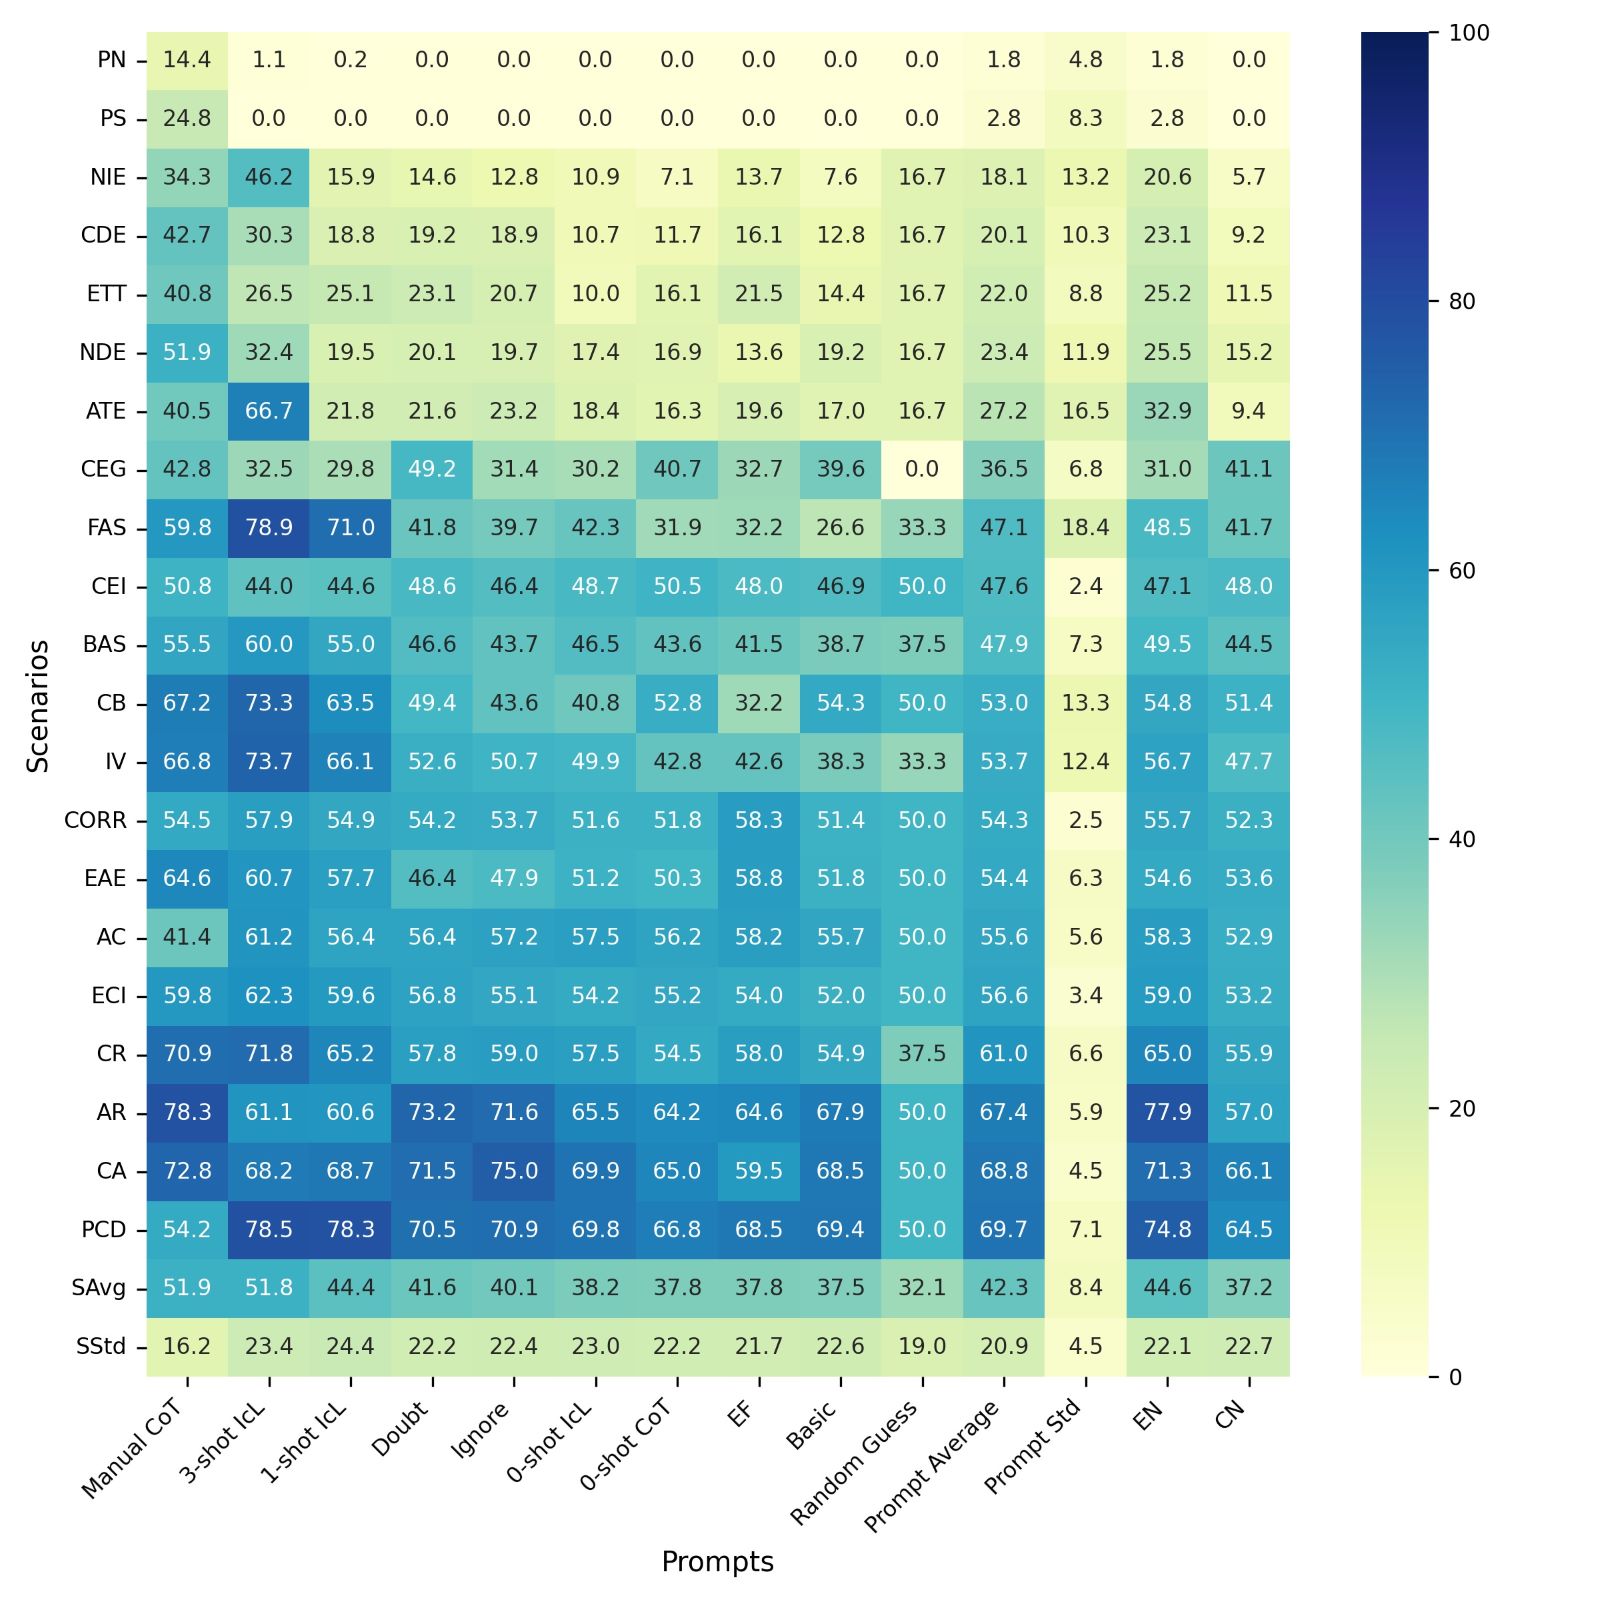 PN 14.4 1.1 0.2 0.0 0.0 0.0 0.0 0.0 0.0 0.0 1.8 4.8 1.8 0.0
PS 24.8 0.0 0.0 0.0 0.0 0.0 0.0 0.0 0.0 0.0 2.8 8.3 2.8 0.0
NIE 34.3 46.2 15.9 14.6 12.8 10.9 7.1 13.7 7.6 16.7 18.1 13.2 20.6 5.7
CDE 42.7 30.3 18.8 19.2 18.9 10.7 11.7 16.1 12.8 16.7 20.1 10.3 23.1 9.2
ETT 40.8 26.5 25.1 23.1 20.7 10.0 16.1 21.5 14.4 16.7 22.0 8.8 25.2 11.5
NDE 51.9 32.4 19.5 20.1 19.7 17.4 16.9 13.6 19.2 16.7 23.4 11.9 25.5 15.2
ATE 40.5 66.7 21.8 21.6 23.2 18.4 16.3 19.6 17.0 16.7 27.2 16.5 32.9 9.4
CEG 42.8 32.5 29.8 49.2 31.4 30.2 40.7 32.7 39.6 0.0 36.5 6.8 31.0 41.1
FAS 59.8 78.9 71.0 41.8 39.7 42.3 31.9 32.2 26.6 33.3 47.1 18.4 48.5 41.7
CEI 50.8 44.0 44.6 48.6 46.4 48.7 50.5 48.0 46.9 50.0 47.6 2.4 47.1 48.0
BAS 55.5 60.0 55.0 46.6 43.7 46.5 43.6 41.5 38.7 37.5 47.9 7.3 49.5 44.5
CB 67.2 73.3 63.5 49.4 43.6 40.8 52.8 32.2 54.3 50.0 53.0 13.3 54.8 51.4
IV 66.8 73.7 66.1 52.6 50.7 49.9 42.8 42.6 38.3 33.3 53.7 12.4 56.7 47.7
CORR 54.5 57.9 54.9 54.2 53.7 51.6 51.8 58.3 51.4 50.0 54.3 2.5 55.7 52.3
EAE 64.6 60.7 57.7 46.4 47.9 51.2 50.3 58.8 51.8 50.0 54.4 6.3 54.6 53.6
AC 41.4 61.2 56.4 56.4 57.2 57.5 56.2 58.2 55.7 50.0 55.6 5.6 58.3 52.9
ECI 59.8 62.3 59.6 56.8 55.1 54.2 55.2 54.0 52.0 50.0 56.6 3.4 59.0 53.2
CR 70.9 71.8 65.2 57.8 59.0 57.5 54.5 58.0 54.9 37.5 61.0 6.6 65.0 55.9
AR 78.3 61.1 60.6 73.2 71.6 65.5 64.2 64.6 67.9 50.0 67.4 5.9 77.9 57.0
CA 72.8 68.2 68.7 71.5 75.0 69.9 65.0 59.5 68.5 50.0 68.8 4.5 71.3 66.1
PCD 54.2 78.5 78.3 70.5 70.9 69.8 66.8 68.5 69.4 50.0 69.7 7.1 74.8 64.5
SAvg 51.9 51.8 44.4 41.6 40.1 38.2 37.8 37.8 37.5 32.1 42.3 8.4 44.6 37.2
SStd 16.2 23.4 24.4 22.2 22.4 23.0 22.2 21.7 22.6 19.0 20.9 4.5 22.1 22.7
Manual CoT
3-shot IcL
1-shot IcL
Doubt
Ignore
0-shot IcL
0-shot CoT
EF
Basic
Random Guess
Prompt Average
Prompt Std
EN
CN
Prompts
Scenarios
100
80
60
40
20
0